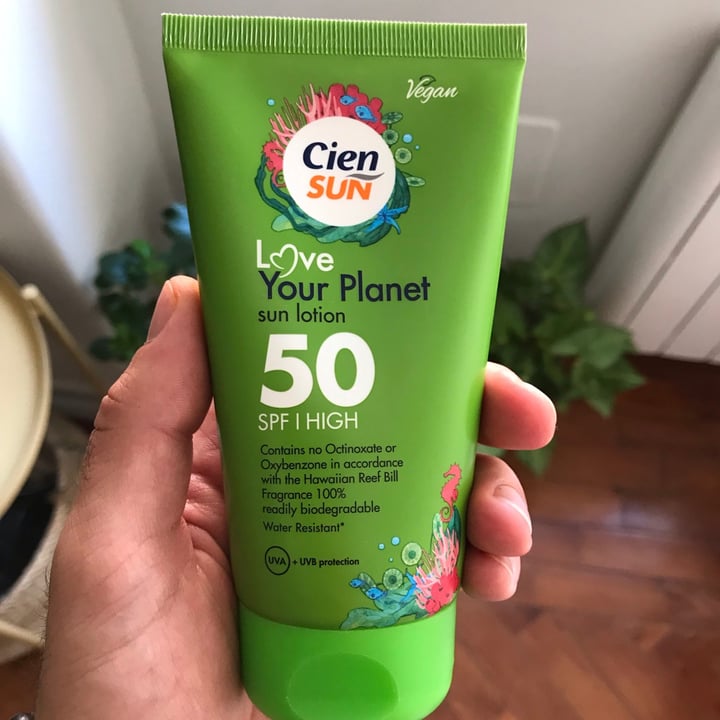 Vegan
Cien
SUN
Love
Your Planet
sun lotion
50
SPF | HIGH
Contains no Octinoxate or
Oxybenzone in accordance
with the Hawaiian Reef Bill
Fragrance 100%
readily biodegradable
Water Resistant*
UVA + UVB protection